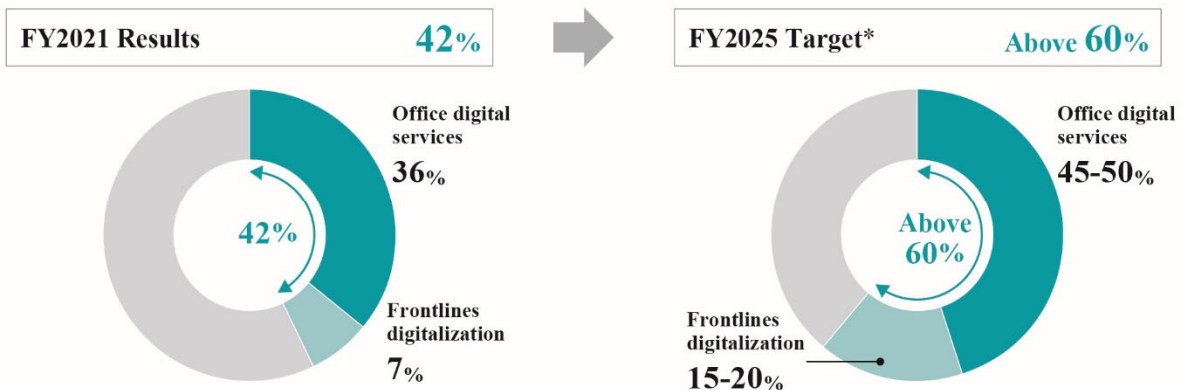 FY2021 Results 42%
FY2025 Target* Above 60%
Office digital
services
36%
42%
Frontlines
digitalization
7%
Office digital
services
45-50%
Above
60%
Frontlines
digitalization
15-20%